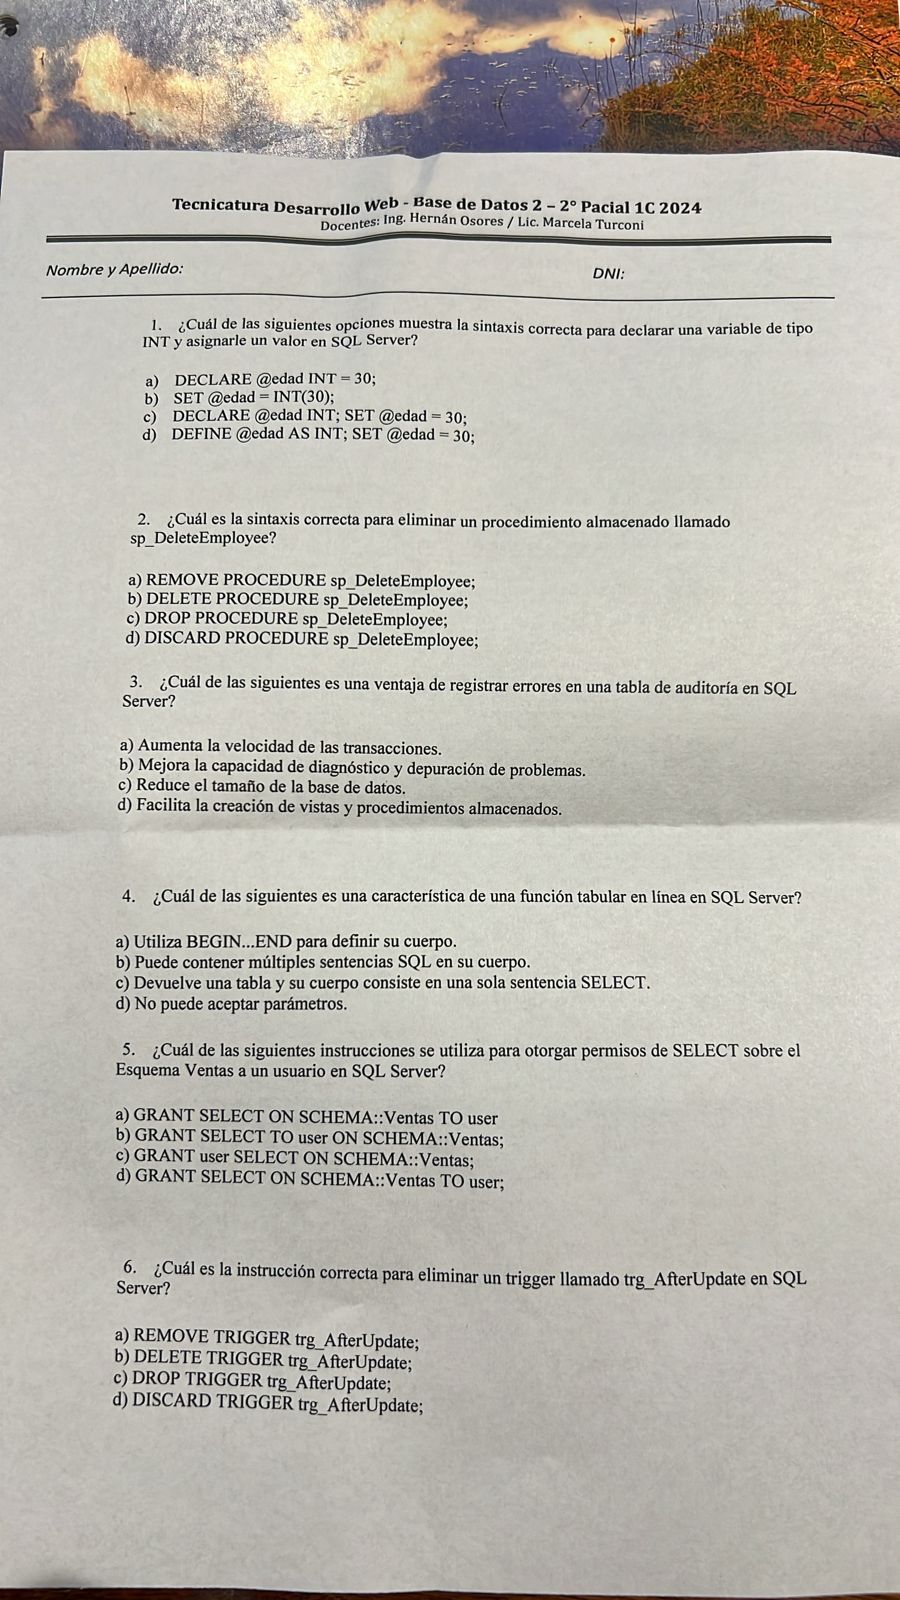 Tecnicatura Desarrollo Web - Base de Datos 2 – 2° Pacial 1C 2024
Docentes: Ing. Hernán Osores / Lic. Marcela Turconi
Nombre y Apellido: DNI:
1. ¿Cuál de las siguientes opciones muestra la sintaxis correcta para declarar una variable de tipo
INT y asignarle un valor en SQL Server?
a) DECLARE @edad INT = 30;
b) SET @edad = INT(30);
c) DECLARE @edad INT; SET @edad = 30;
d) DEFINE @edad AS INT; SET @edad = 30;
2. ¿Cuál es la sintaxis correcta para eliminar un procedimiento almacenado llamado
sp_DeleteEmployee?
a) REMOVE PROCEDURE sp_DeleteEmployee;
b) DELETE PROCEDURE sp_DeleteEmployee;
c) DROP PROCEDURE sp_DeleteEmployee;
d) DISCARD PROCEDURE sp_DeleteEmployee;
3. ¿Cuál de las siguientes es una ventaja de registrar errores en una tabla de auditoría en SQL
Server?
a) Aumenta la velocidad de las transacciones.
b) Mejora la capacidad de diagnóstico y depuración de problemas.
c) Reduce el tamaño de la base de datos.
d) Facilita la creación de vistas y procedimientos almacenados.
4. ¿Cuál de las siguientes es una característica de una función tabular en línea en SQL Server?
a) Utiliza BEGIN...END para definir su cuerpo.
b) Puede contener múltiples sentencias SQL en su cuerpo.
c) Devuelve una tabla y su cuerpo consiste en una sola sentencia SELECT.
d) No puede aceptar parámetros.
5. ¿Cuál de las siguientes instrucciones se utiliza para otorgar permisos de SELECT sobre el
Esquema Ventas a un usuario en SQL Server?
a) GRANT SELECT ON SCHEMA::Ventas TO user
b) GRANT SELECT TO user ON SCHEMA::Ventas;
c) GRANT user SELECT ON SCHEMA::Ventas;
d) GRANT SELECT ON SCHEMA::Ventas TO user;
6. ¿Cuál es la instrucción correcta para eliminar un trigger llamado trg_AfterUpdate en SQL
Server?
a) REMOVE TRIGGER trg_AfterUpdate;
b) DELETE TRIGGER trg_AfterUpdate;
c) DROP TRIGGER trg_AfterUpdate;
d) DISCARD TRIGGER trg_AfterUpdate;